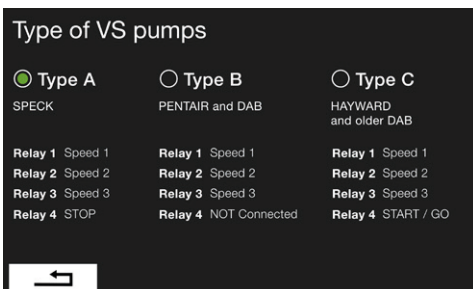 Type of VS pumps
Type A
SPECK
Relay 1 Speed 1
Relay 2 Speed 2
Relay 3 Speed 3
Relay 4 STOP
Type B
PENTAIR and DAB
Relay 1 Speed 1
Relay 2 Speed 2
Relay 3 Speed 3
Relay 4 NOT Connected
Type C
HAYWARD
and older DAB
Relay 1 Speed 1
Relay 2 Speed 2
Relay 3 Speed 3
Relay 4 START / GO